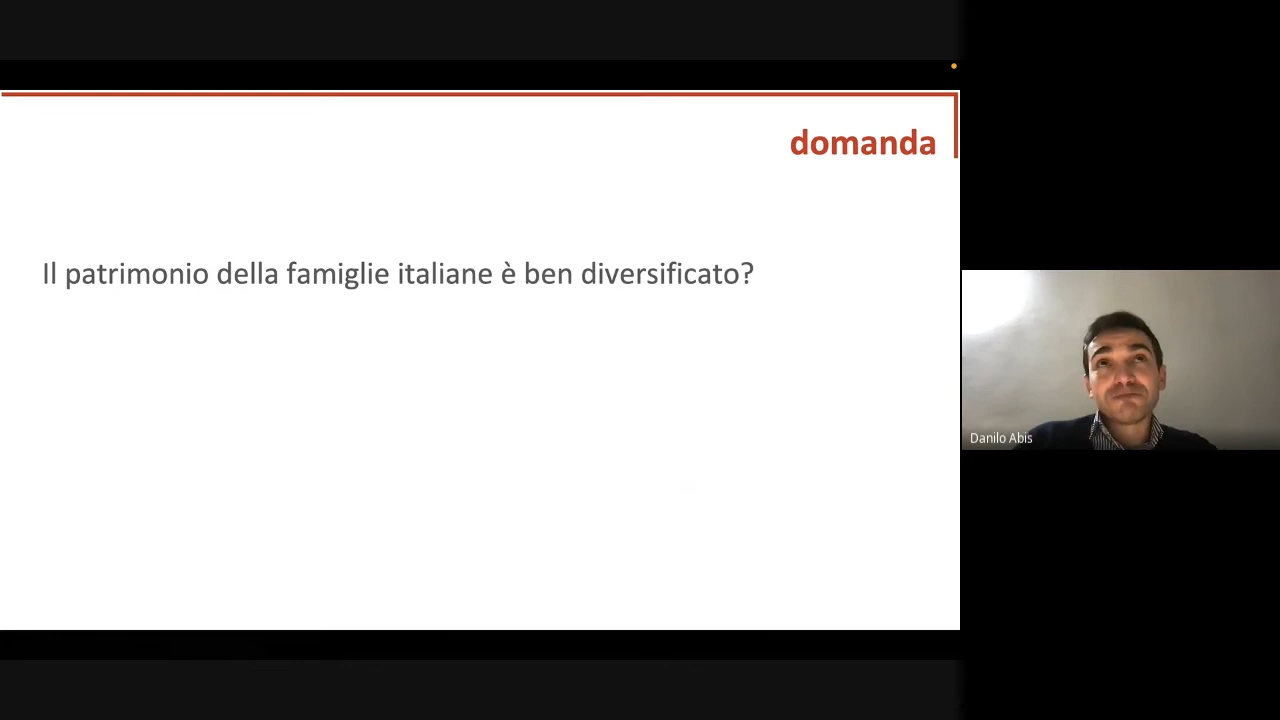 domanda
Il patrimonio della famiglie italiane è ben diversificato?
Danilo Abis